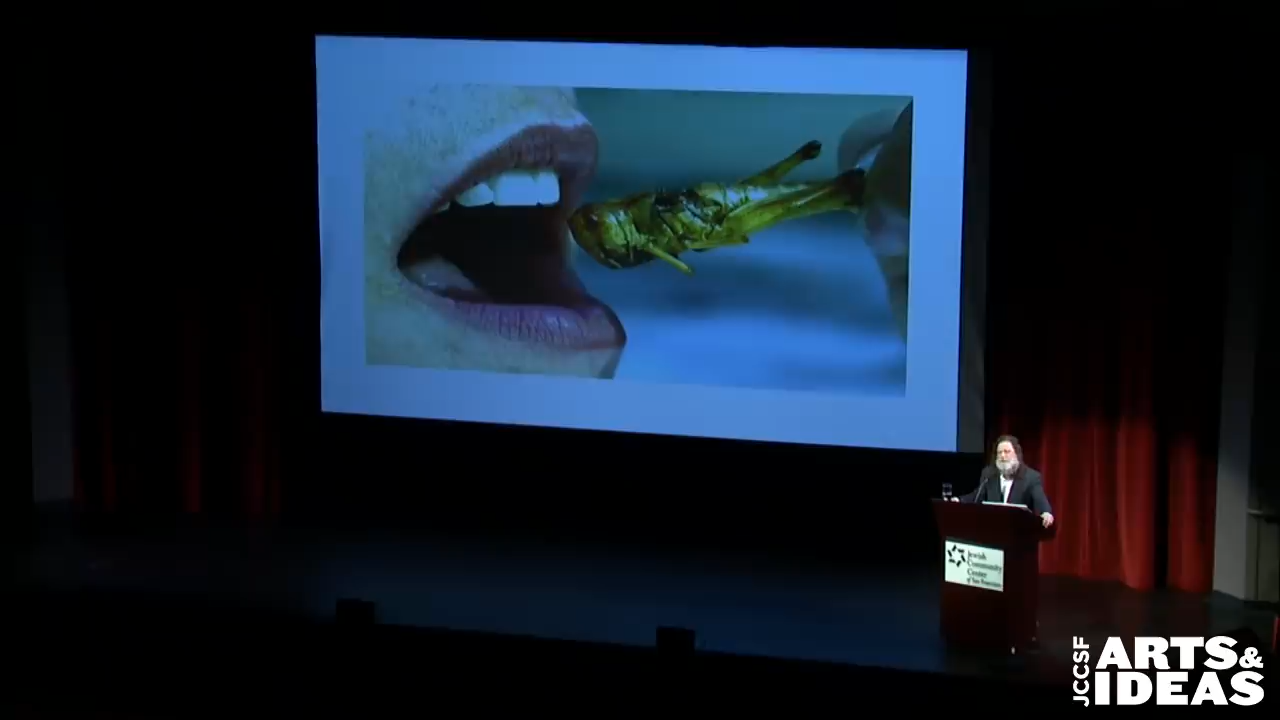 Jewish
Community
Center
of San Francisco
JCCSF
ARTS&
IDEAS